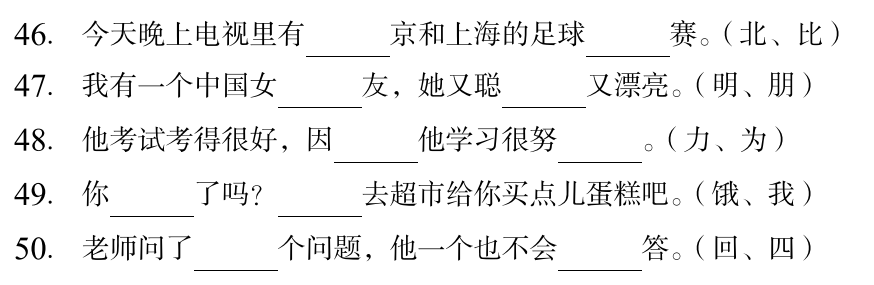 46. 今天晚上电视里有______京和上海的足球______赛。（北、比）
47. 我有一个中国女______友，她又聪______又漂亮。（明、朋）
48. 他考试考得很好，因______他学习很努______。（力、为）
49. 你______了吗？______去超市给你买点儿蛋糕吧。（饿、我）
50. 老师问了______个问题，他一个也不会______答。（回、四）